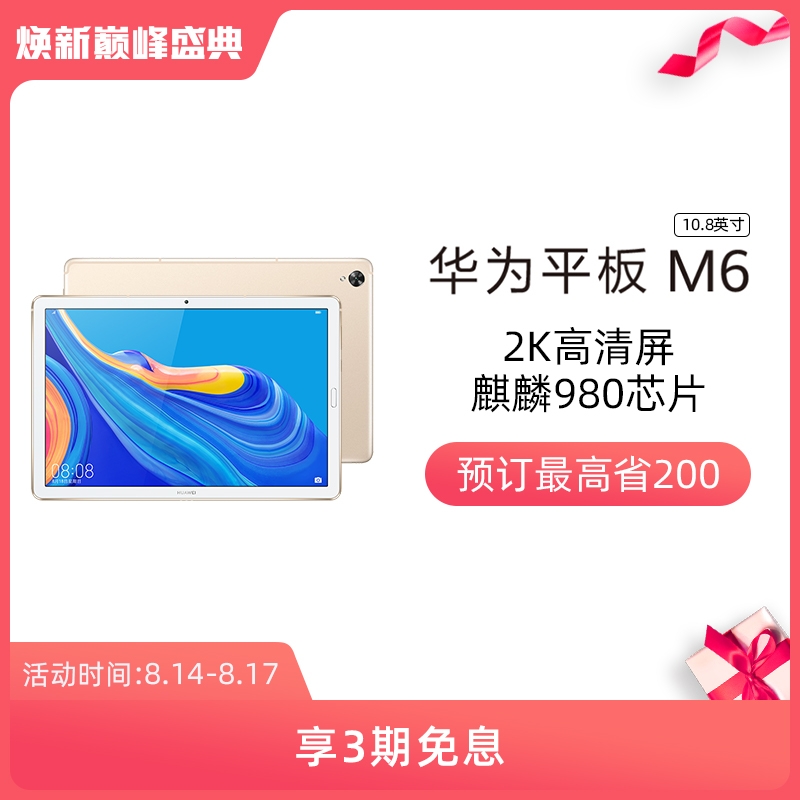 焕新巅峰盛典
10.8英寸
华为平板 M6
2K高清屏
麒麟980芯片
预订最高省200
08:08
HUAWEI
活动时间:8.14-8.17
享3期免息